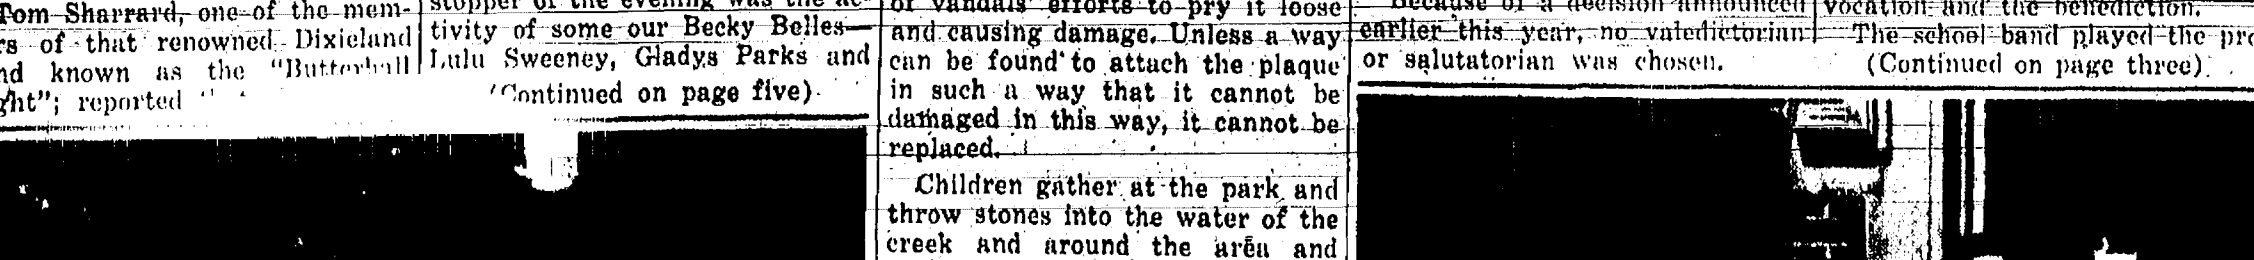 Tom Sharrard, one of the mem-
rs of that renowned Dixieland
nd known as the "Butterball
ght"; reported
stopper of the evening was the ac-
tivity of some our Becky Belles—
Lulu Sweeney, Gladys Parks and
(Continued on page five)
or vandals efforts to pry it loose
and causing damage. Unless a way
can be found to attach the plaque
in such a way that it cannot be
damaged in this way, it cannot be
replaced.
Children gather at the park and
throw stones into the water of the
creek and around the area and
Because of a decision announced
earlier this year, no valedictorian
or salutatorian was chosen.
vocation and the benediction.
The school band played the pro
(Continued on page three)